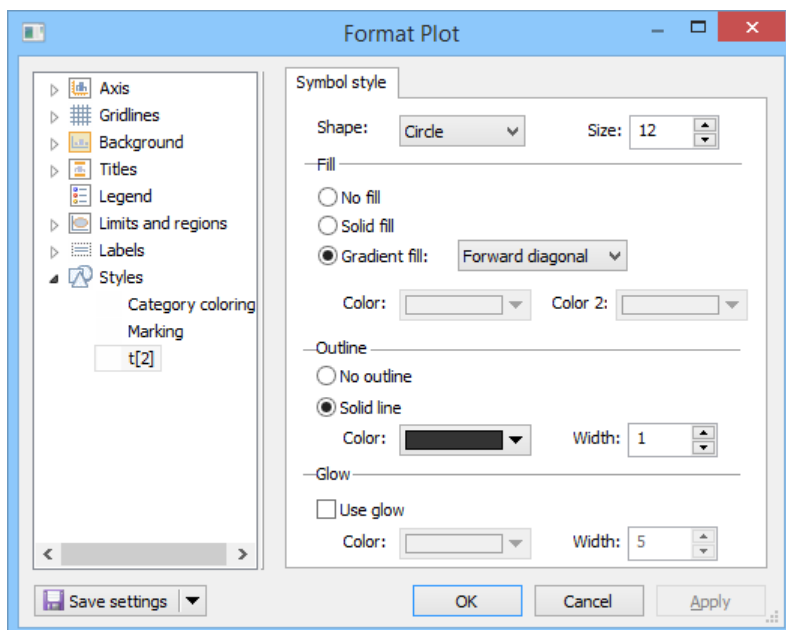 Format Plot
Axis
Gridlines
Background
Titles
Legend
Limits and regions
Labels
Styles
Category coloring
Marking
t[2]
Symbol style
Shape: Circle Size: 12
Fill
No fill
Solid fill
Gradient fill: Forward diagonal
Color: Color 2:
Outline
No outline
Solid line
Color: Width: 1
Glow
Use glow
Color: Width: 5
Save settings OK Cancel Apply